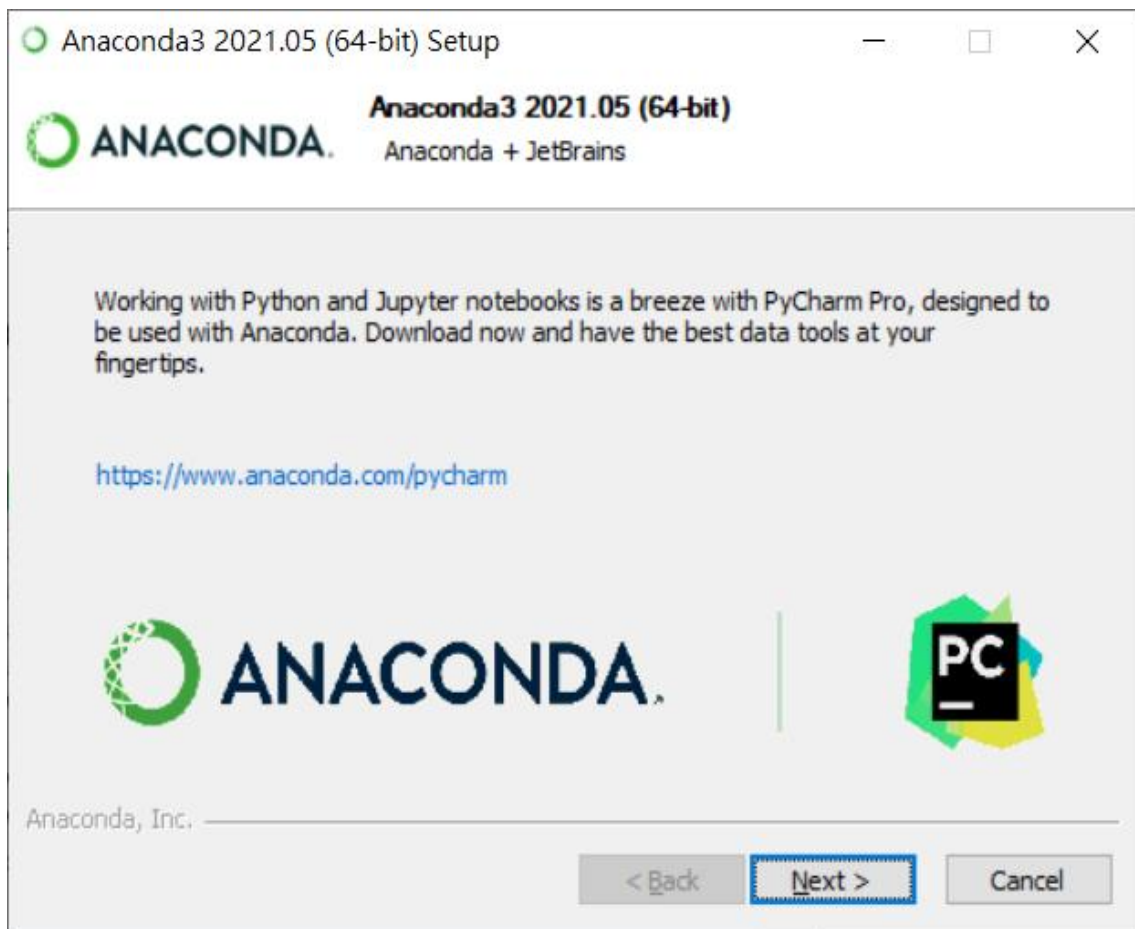 Anaconda3 2021.05 (64-bit) Setup
ANACONDA.
Anaconda3 2021.05 (64-bit)
Anaconda + JetBrains
Working with Python and Jupyter notebooks is a breeze with PyCharm Pro, designed to
be used with Anaconda. Download now and have the best data tools at your
fingertips.
https://www.anaconda.com/pycharm
ANACONDA.
PC
Anaconda, Inc.
< Back
Next >
Cancel